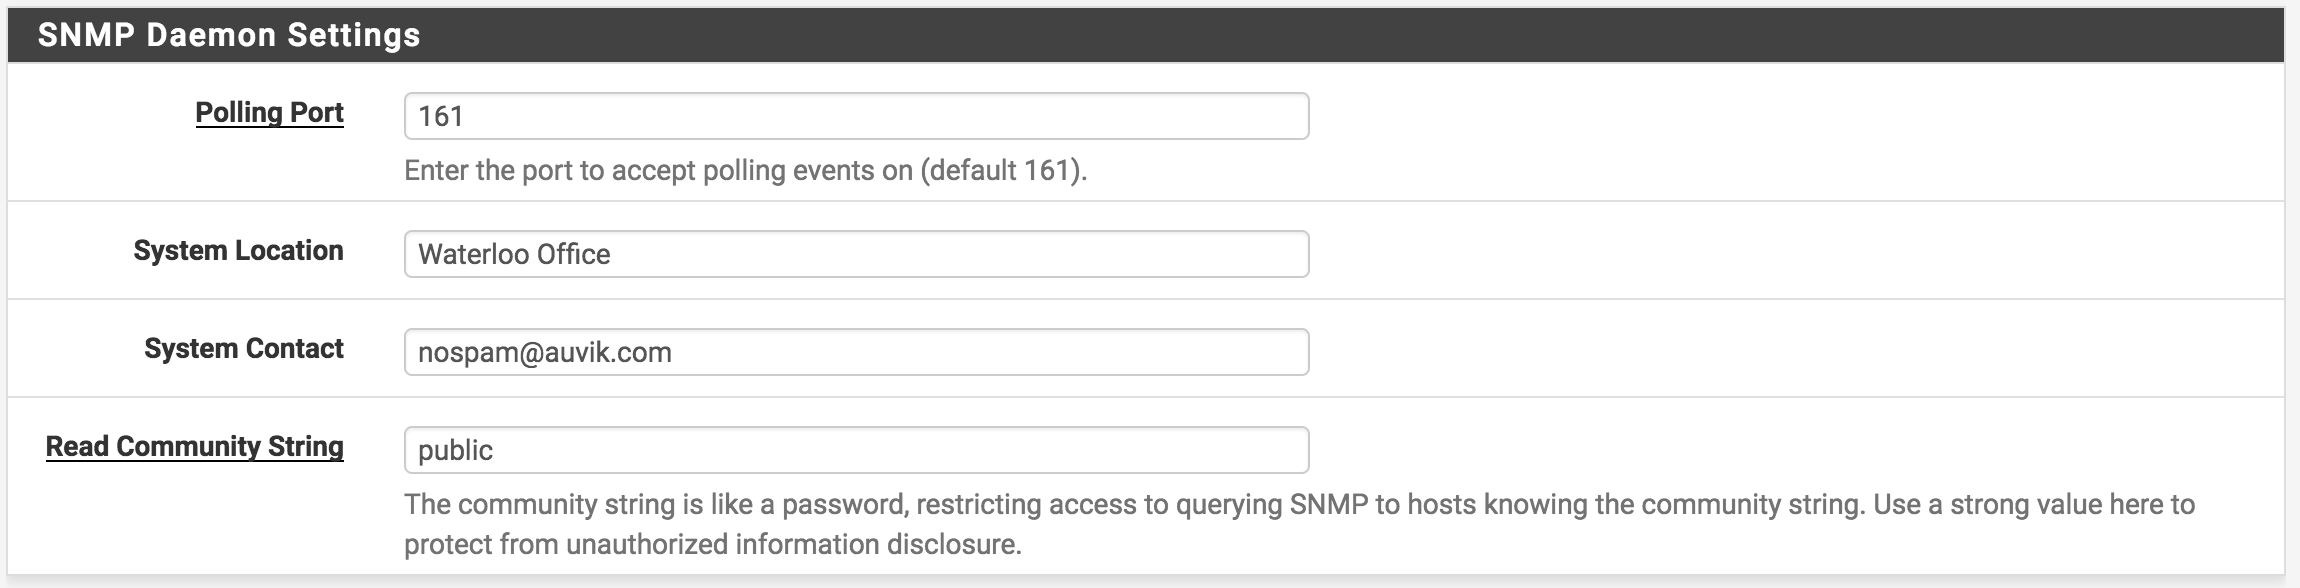 SNMP Daemon Settings
Polling Port
161
Enter the port to accept polling events on (default 161).
System Location
Waterloo Office
System Contact
nospam@auvik.com
Read Community String
public
The community string is like a password, restricting access to querying SNMP to hosts knowing the community string. Use a strong value here to
protect from unauthorized information disclosure.